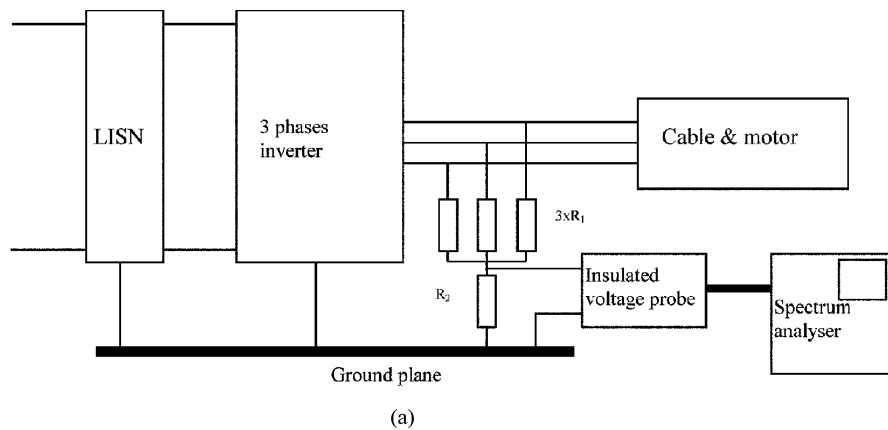 LISN
3 phases
inverter
Cable & motor
3xR₁
R₂
Insulated
voltage probe
Spectrum
analyser
Ground plane
(a)